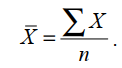 X̄ = ∑X / n .